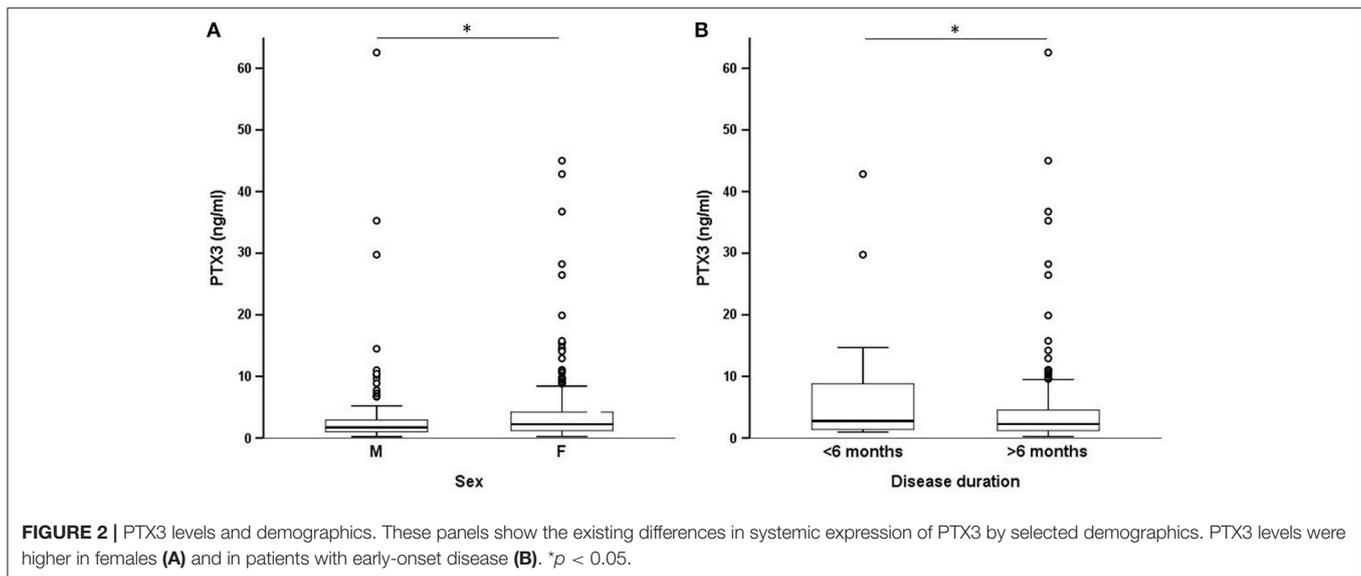 A
*
60
50
40
30
20
10
0
PTX3 (ng/ml)
M
F
Sex
B
*
60
50
40
30
20
10
0
PTX3 (ng/ml)
<6 months
>6 months
Disease duration
FIGURE 2 | PTX3 levels and demographics. These panels show the existing differences in systemic expression of PTX3 by selected demographics. PTX3 levels were
higher in females (A) and in patients with early-onset disease (B). *p < 0.05.